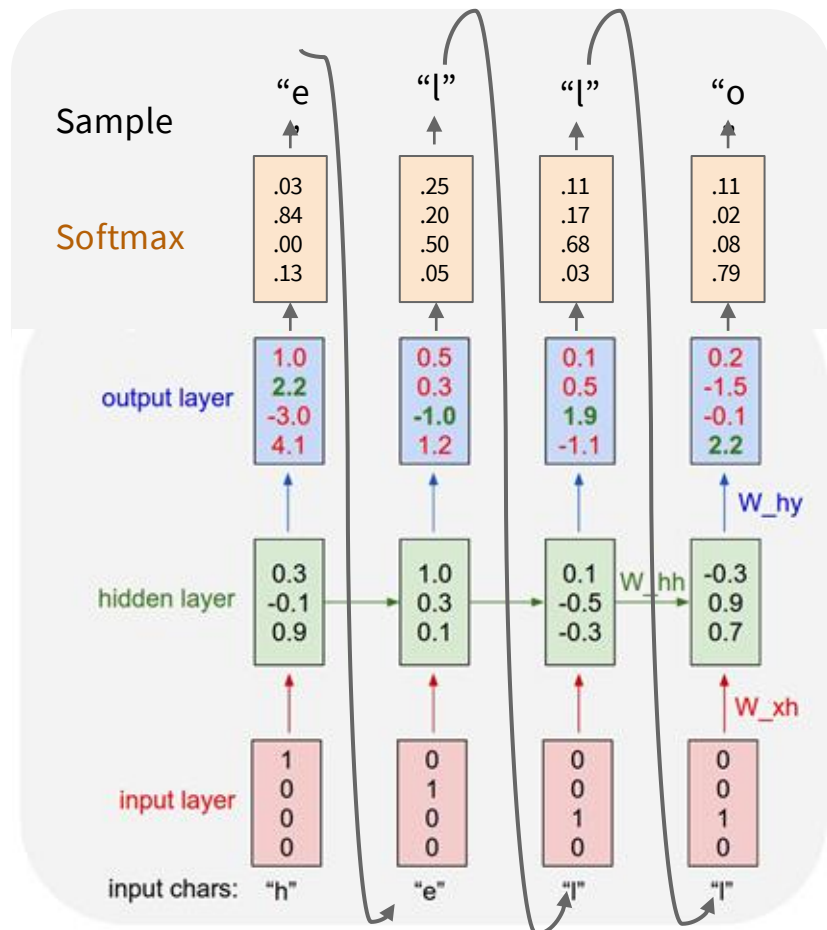 “e” “l” “l” “o”
Sample
.03 .25 .11 .11
.84 .20 .17 .02
Softmax
.00 .50 .68 .08
.13 .05 .03 .79
1.0 0.5 0.1 0.2
2.2 0.3 0.5 -1.5
output layer
-3.0 -1.0 1.9 -0.1
4.1 1.2 -1.1 2.2
W_hy
0.3 1.0 0.1 W_hh -0.3
hidden layer
-0.1 0.3 -0.5 0.9
0.9 0.1 -0.3 0.7
W_xh
1 0 0 0
0 1 0 0
input layer
0 0 1 1
0 0 0 0
input chars: “h” “e” “l” “l”